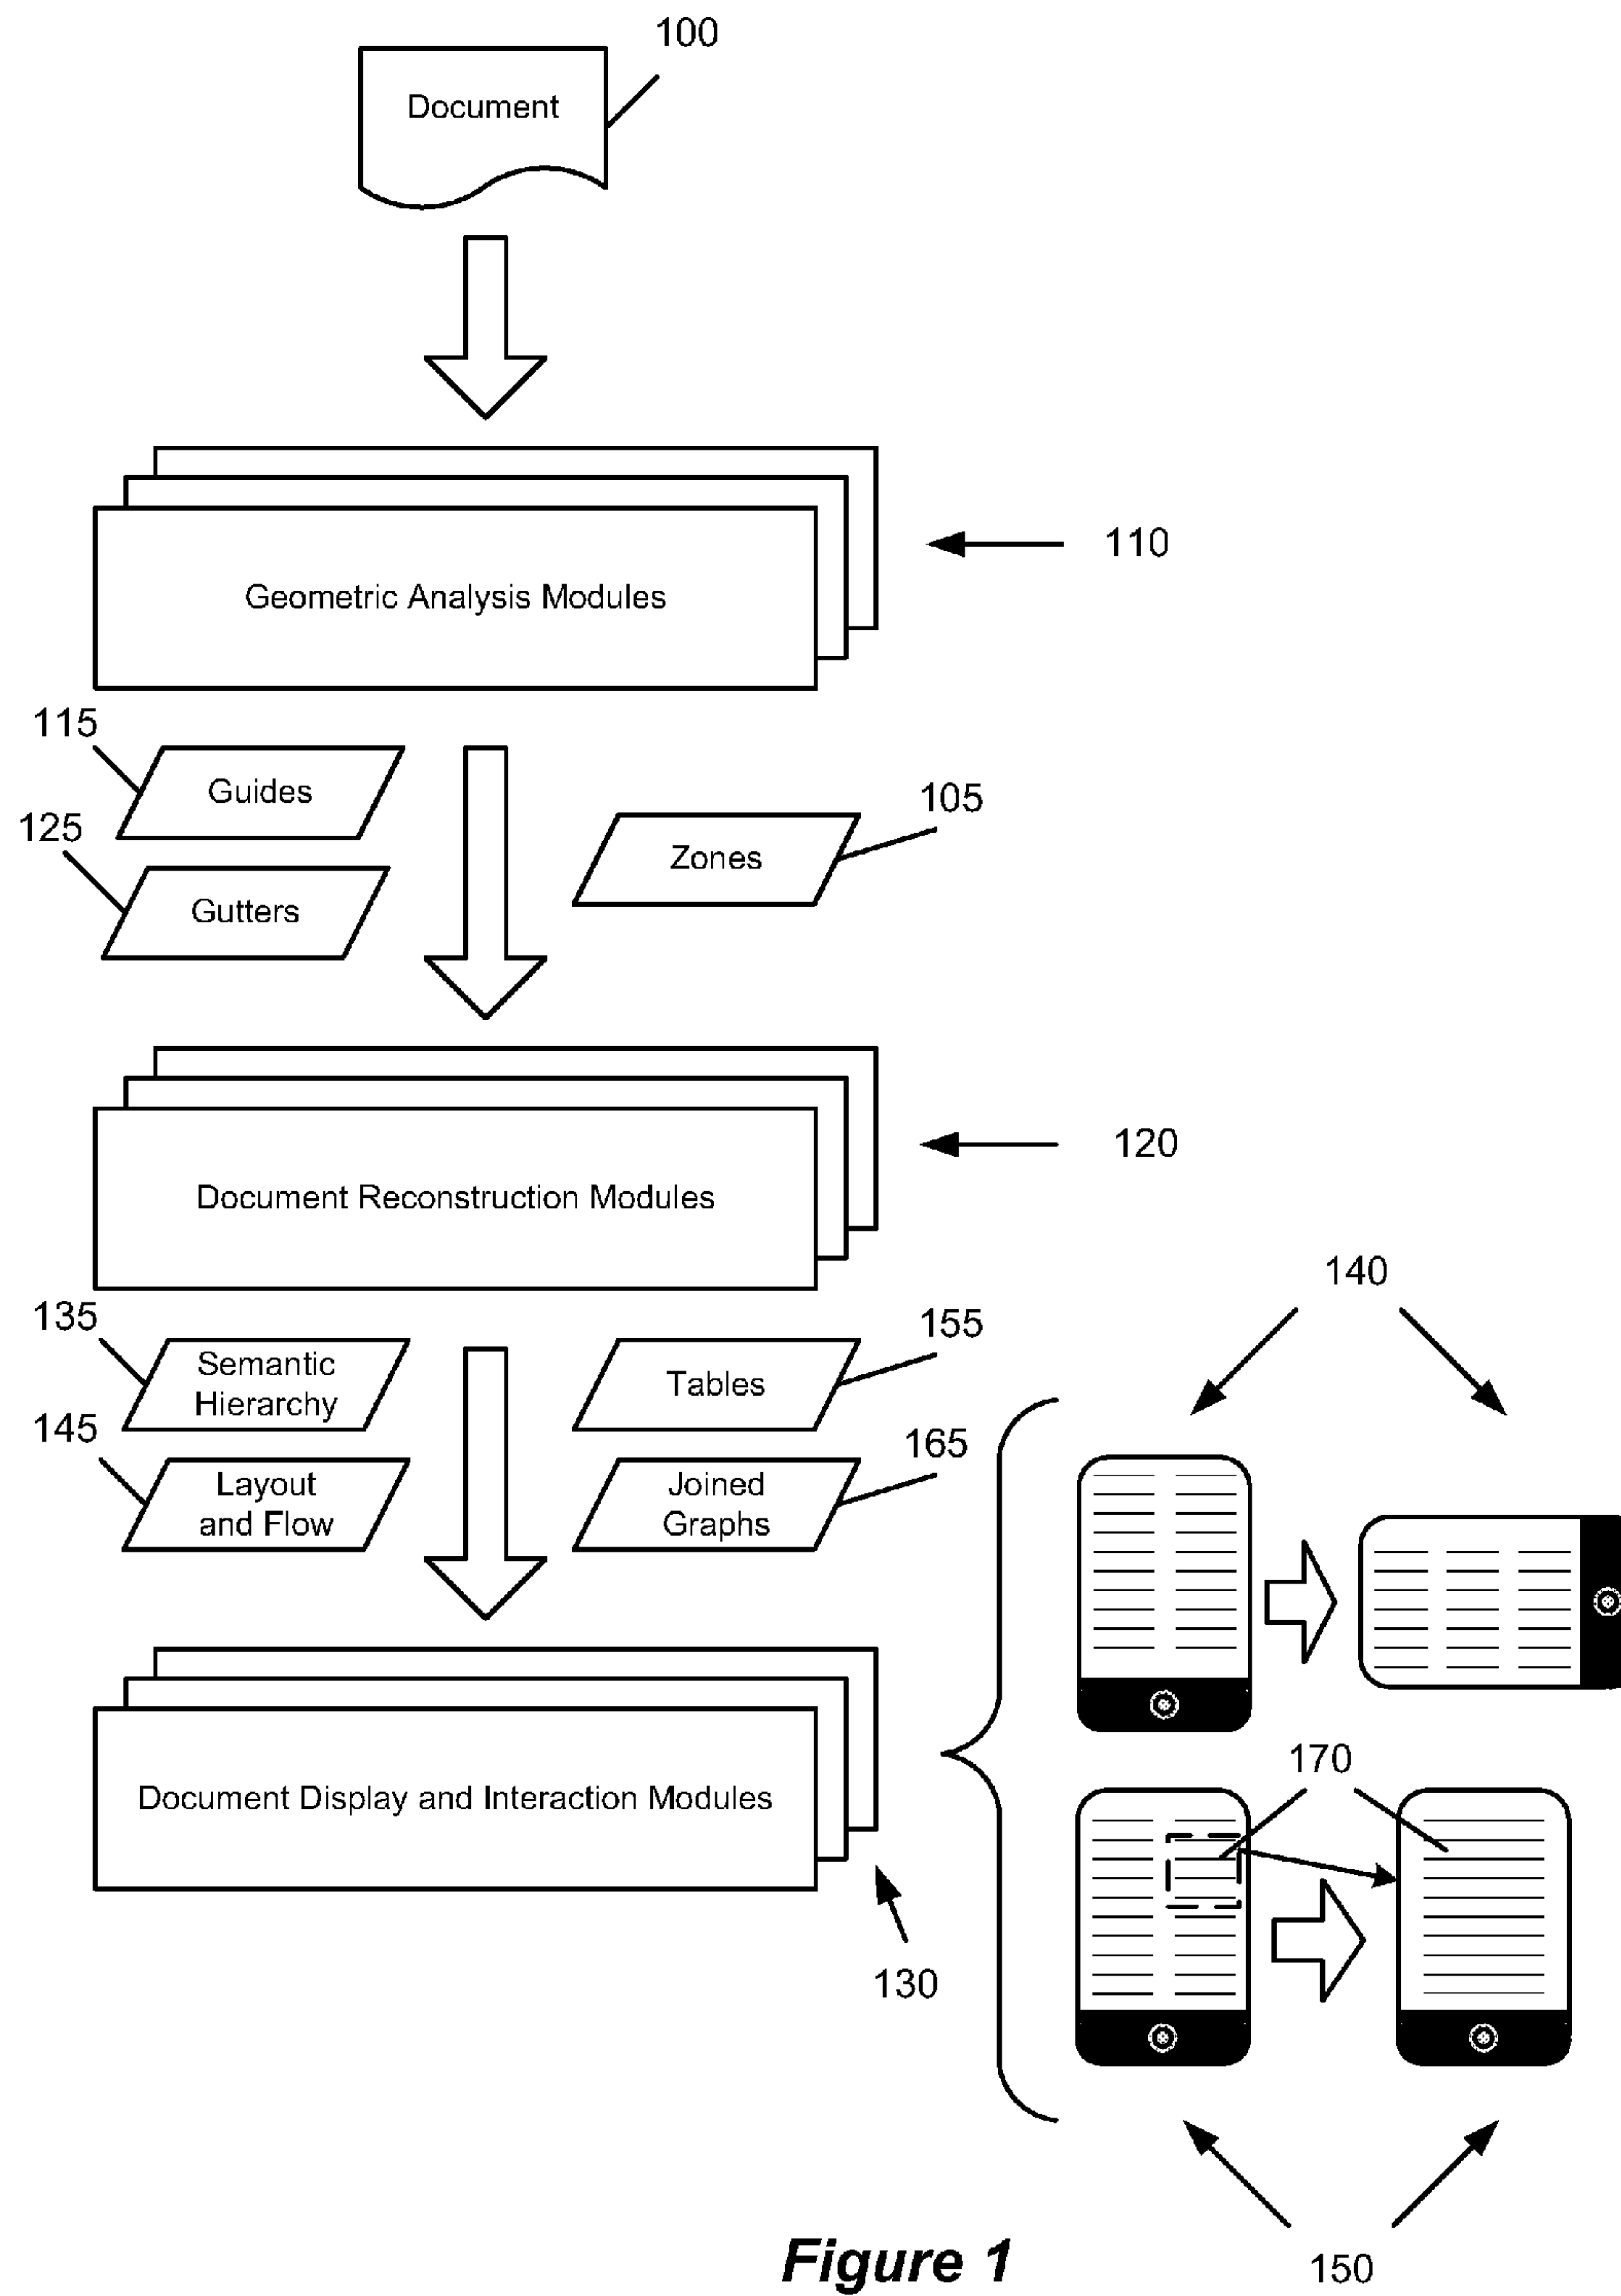 100
Document
110
Geometric Analysis Modules
115
Guides
105
125
Zones
Gutters
120
Document Reconstruction Modules
140
135
155
Semantic
Hierarchy
Tables
145
165
Layout
and Flow
Joined
Graphs
170
Document Display and Interaction Modules
130
150
Figure 1